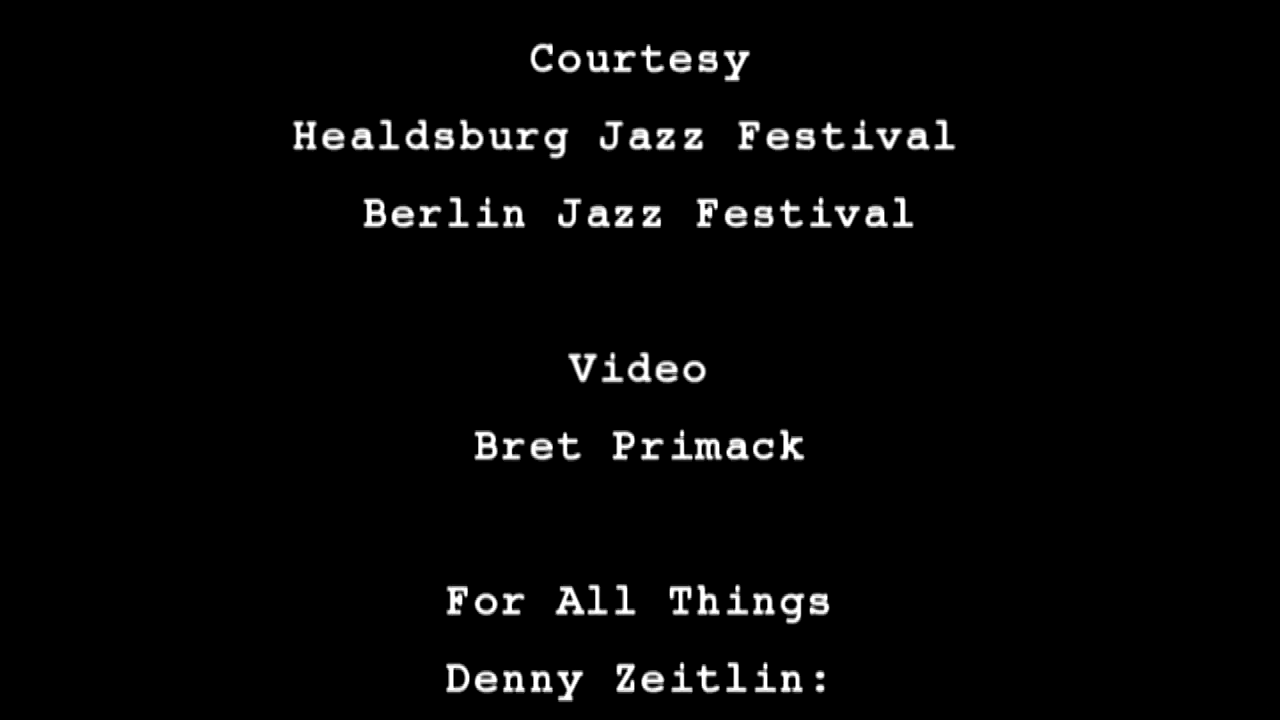 Courtesy
Healdsburg Jazz Festival
Berlin Jazz Festival
Video
Bret Primack
For All Things
Denny Zeitlin: